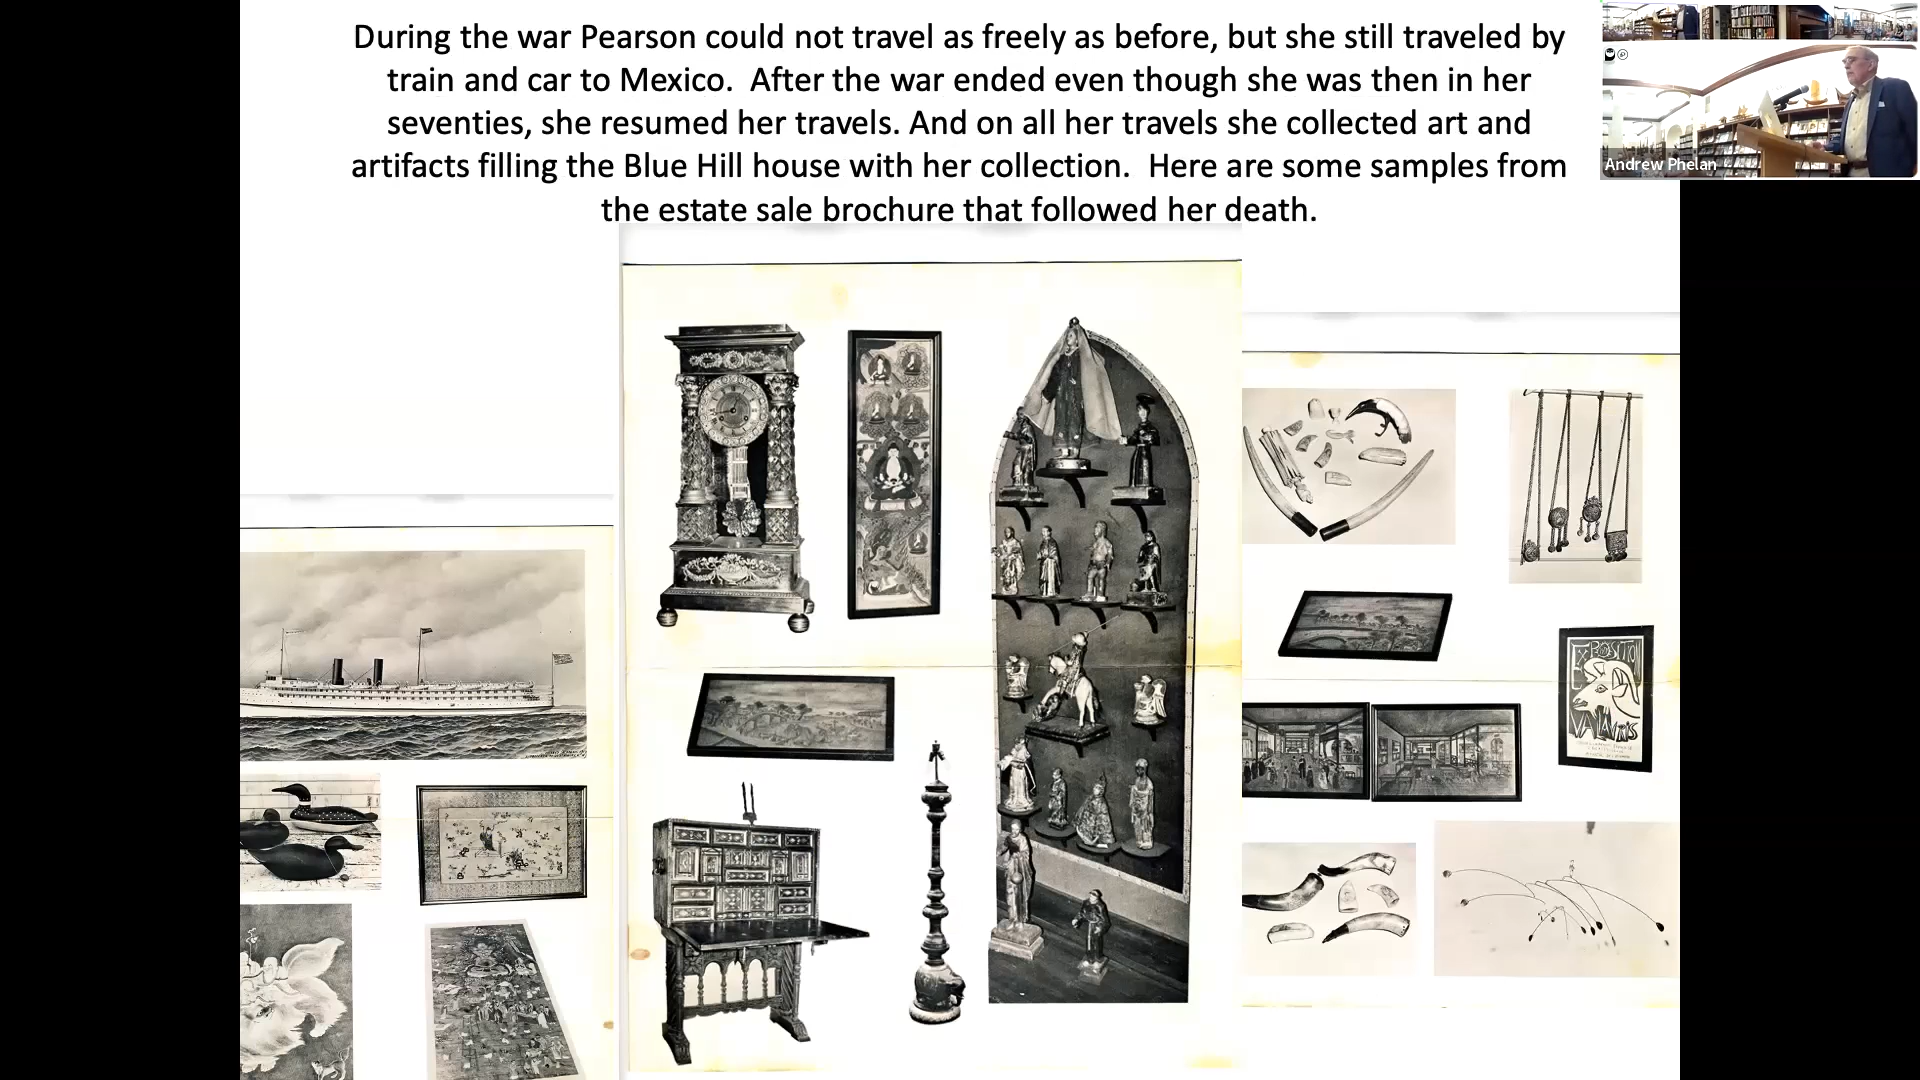 During the war Pearson could not travel as freely as before, but she still traveled by
train and car to Mexico.  After the war ended even though she was then in her
seventies, she resumed her travels. And on all her travels she collected art and
artifacts filling the Blue Hill house with her collection.  Here are some samples from
the estate sale brochure that followed her death.
Andrew Phelan
EXPOSITION
VALLAURIS